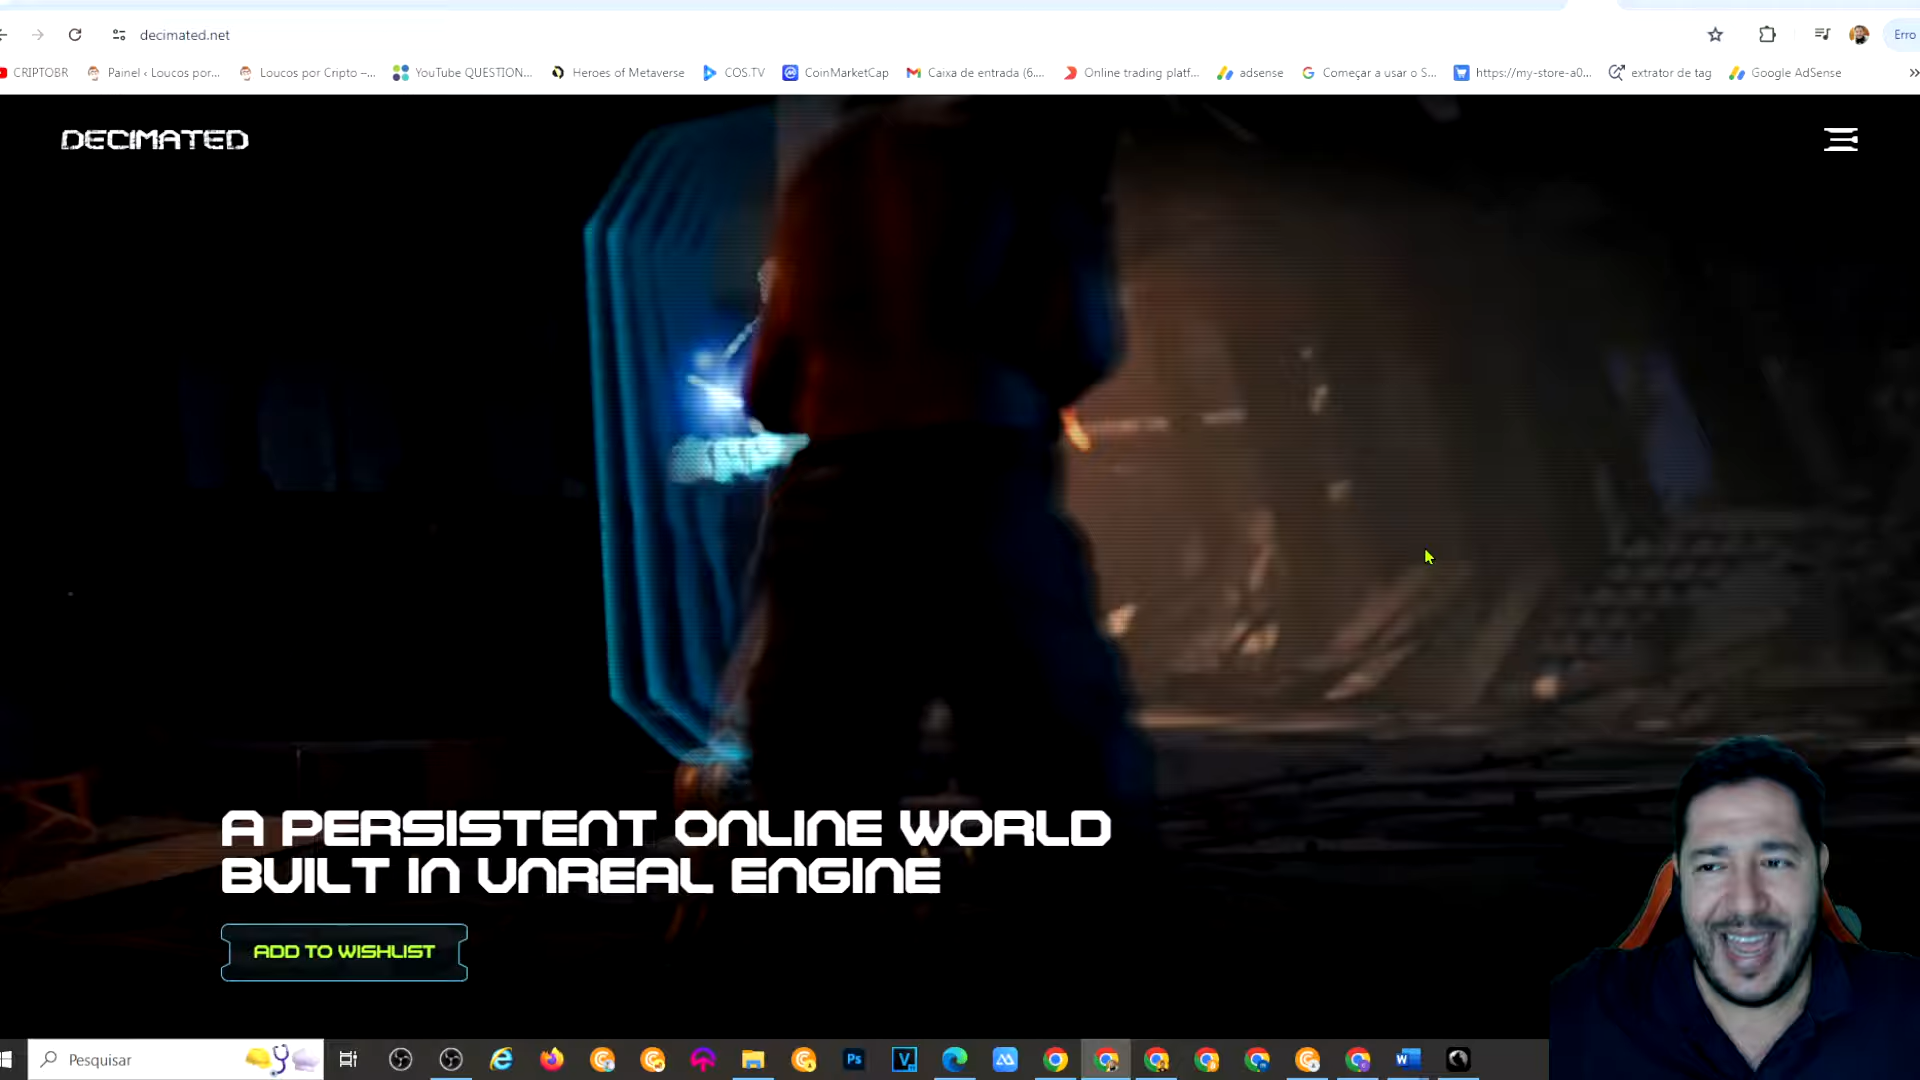 decimated.net
Erro
CRIPTOBR
Painel ‹ Loucos por...
Loucos por Cripto –...
YouTube QUESTION...
Heroes of Metaverse
COS.TV
CoinMarketCap
Caixa de entrada (6....
Online trading platf...
adsense
Começar a usar o S...
https://my-store-a0...
extrator de tag
Google AdSense
DECIMATED
A PERSISTENT ONLINE WORLD
BUILT IN UNREAL ENGINE
ADD TO WISHLIST
Pesquisar
Ps
V